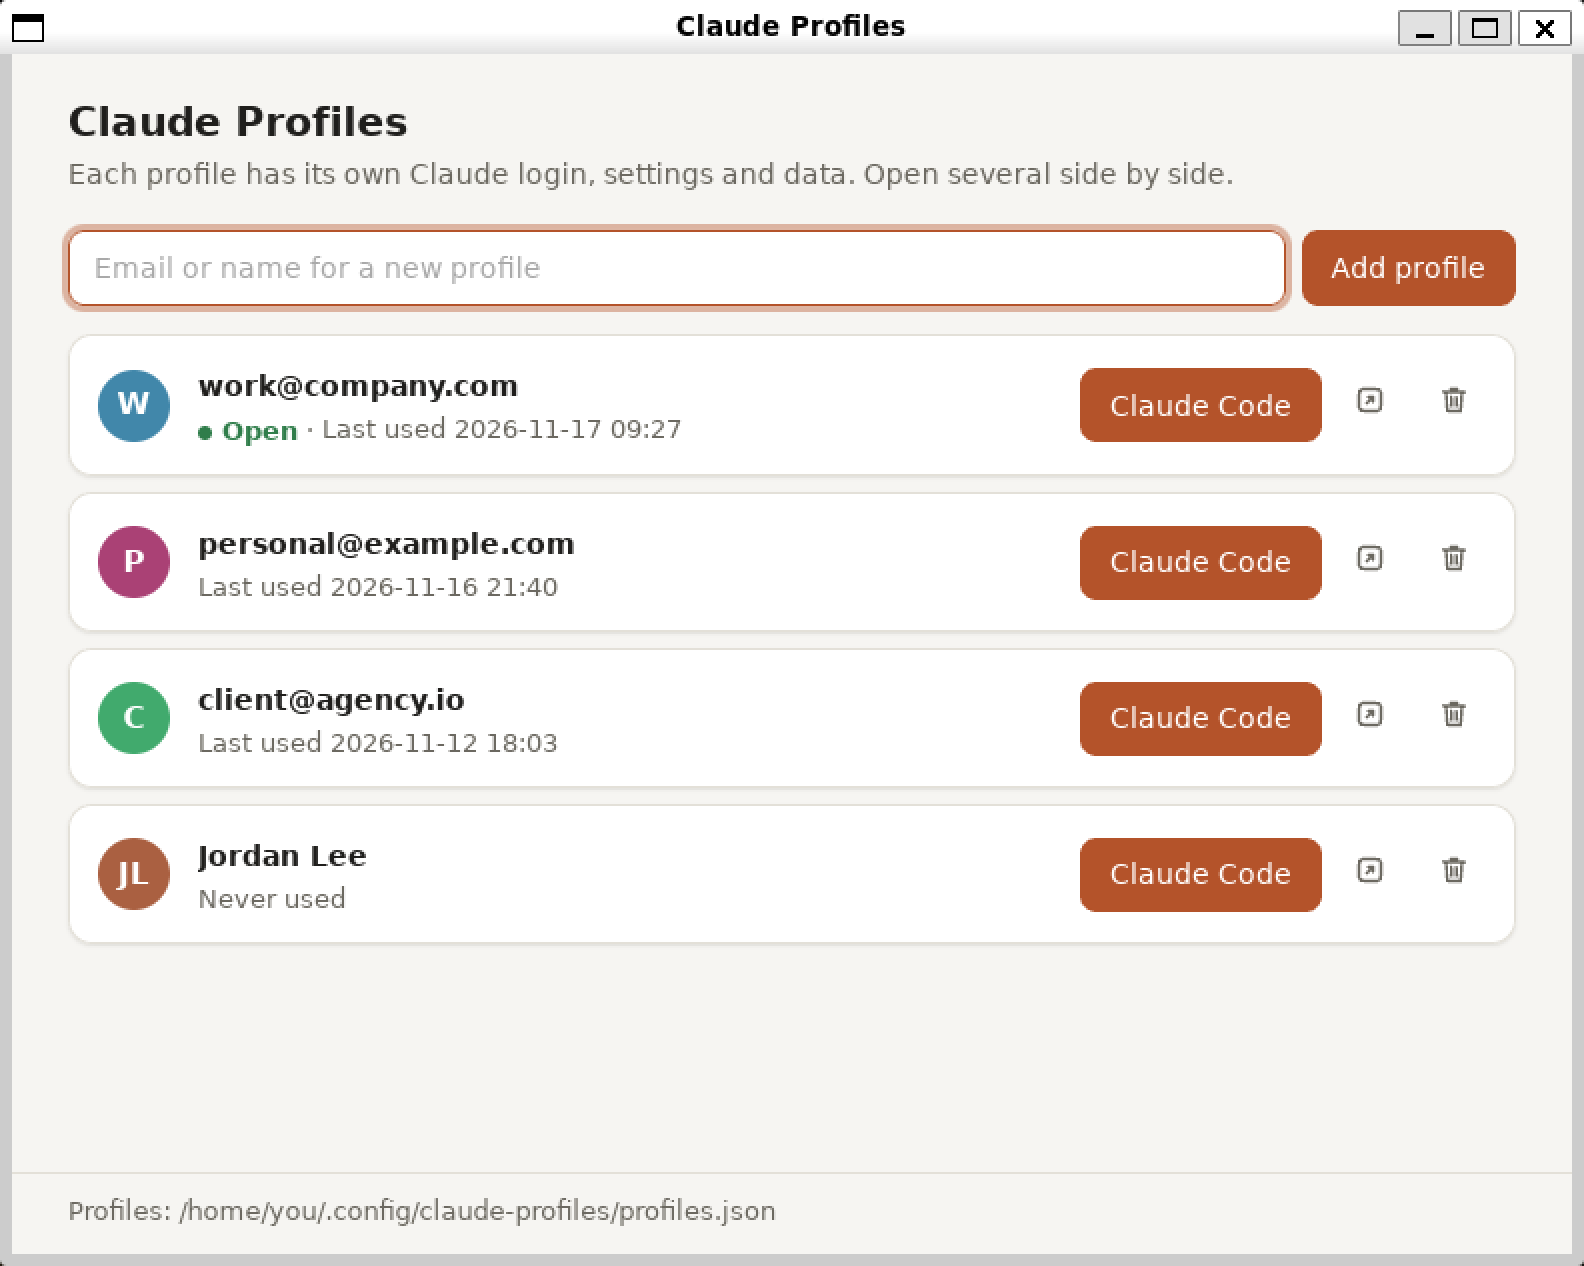 Claude Profiles
Claude Profiles
Each profile has its own Claude login, settings and data. Open several side by side.
Email or name for a new profile
Add profile
W
work@company.com
Open · Last used 2026-11-17 09:27
Claude Code
P
personal@example.com
Last used 2026-11-16 21:40
Claude Code
C
client@agency.io
Last used 2026-11-12 18:03
Claude Code
JL
Jordan Lee
Never used
Claude Code
Profiles: /home/you/.config/claude-profiles/profiles.json